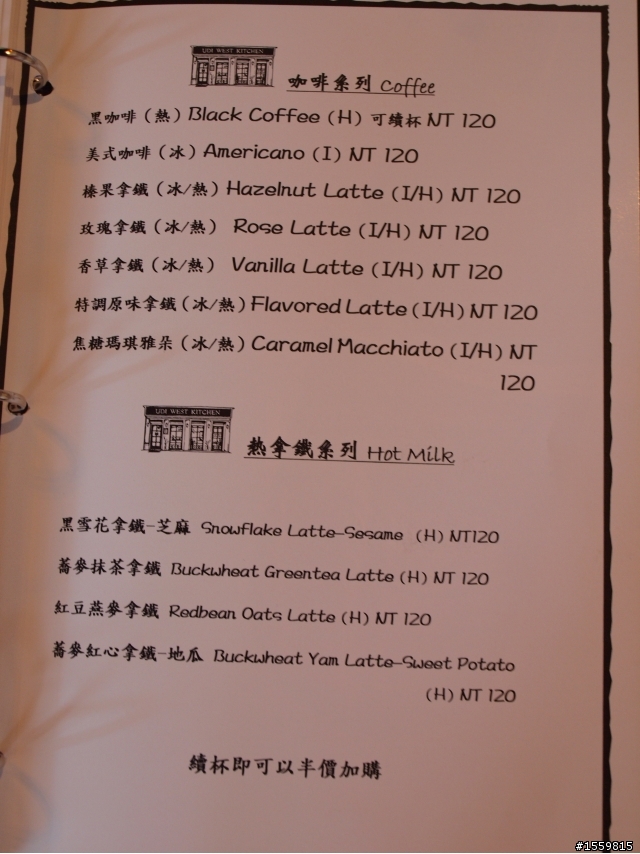 UDI WEST KITCHEN
咖啡系列 Coffee
黑咖啡（熱）Black Coffee (H) 可續杯 NT 120
美式咖啡（冰）Americano (I) NT 120
榛果拿鐵（冰/熱）Hazelnut Latte (I/H) NT 120
玫瑰拿鐵（冰/熱） Rose Latte (I/H) NT 120
香草拿鐵（冰/熱） Vanilla Latte (I/H) NT 120
特調原味拿鐵（冰/熱）Flavored Latte (I/H) NT 120
焦糖瑪琪雅朵（冰/熱）Caramel Macchiato (I/H) NT
120
UDI WEST KITCHEN
熱拿鐵系列 Hot Milk
黑雪花拿鐵-芝麻 Snowflake Latte-Sesame (H) NT120
蕎麥抹茶拿鐵 Buckwheat Greentea Latte (H) NT 120
紅豆燕麥拿鐵 Redbean Oats Latte (H) NT 120
蕎麥紅心拿鐵-地瓜 Buckwheat Yam Latte-Sweet Potato
(H) NT 120
續杯即可以半價加購
#1559815